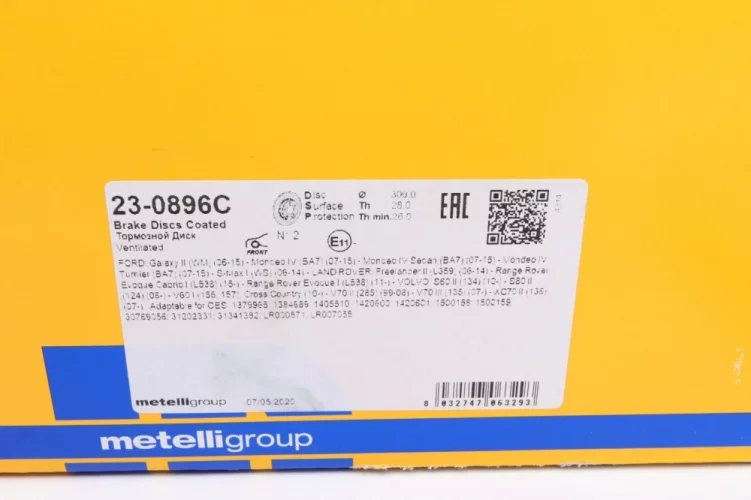 23-0896C
Brake Discs Coated
Тормозной Диск
Ventilated
Disc Ø 300.0
Surface Th 28.0
Protection Th min. 26.0
N° 2
FRONT
E11
EAC
FORD: Galaxy II (WM) (06-15) - Mondeo IV (BA7) (07-15) - Mondeo IV Sedan (BA7) (07-15) - Mondeo IV
Turnier (BA7) (07-15) - S-Max I (WS) (06-14) - LAND ROVER: Freelander II (L359) (06-14) - Range Rover
Evoque Cabrio I (L538) (15-) - Range Rover Evoque I (L538) (11-) - VOLVO: S60 II (134) (10-) - S80 II
(124) (06-) - V60 I (155, 157), Cross Country (10-) - V70 II (285) (99-08) - V70 III (135) (07-) - XC70 II (136)
(07-). Adaptable for OES: 1379968; 1405510; 1420600; 1420601; 1500158; 1500159;
30769056; 31202331; 31341382; LR000571; LR007055
metelligroup
07/05/2020
8 032747 063293
metelligroup